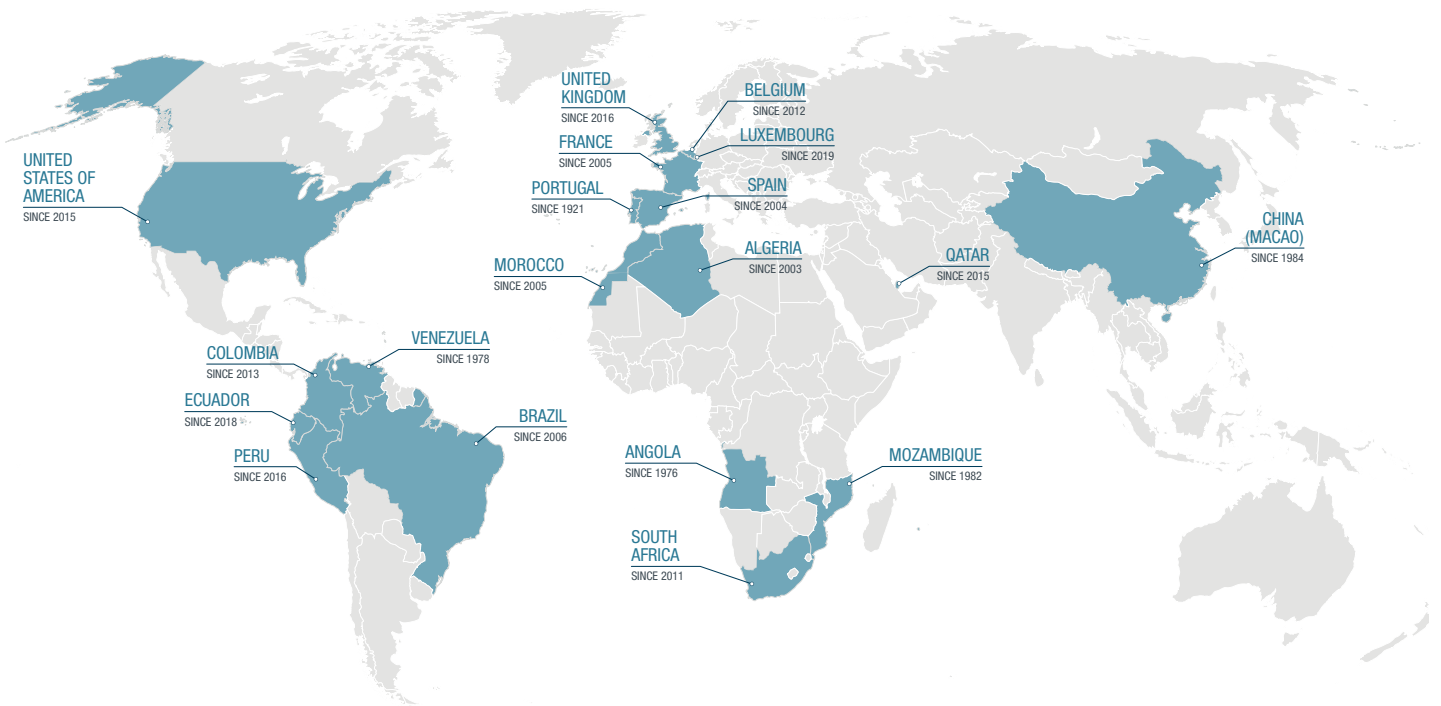 UNITED
STATES OF
AMERICA
SINCE 2015
UNITED
KINGDOM
SINCE 2016
FRANCE
SINCE 2005
PORTUGAL
SINCE 1921
BELGIUM
SINCE 2012
LUXEMBOURG
SINCE 2019
SPAIN
SINCE 2004
MOROCCO
SINCE 2005
ALGERIA
SINCE 2003
QATAR
SINCE 2015
CHINA
(MACAO)
SINCE 1984
VENEZUELA
SINCE 1978
COLOMBIA
SINCE 2013
ECUADOR
SINCE 2018
PERU
SINCE 2016
BRAZIL
SINCE 2006
ANGOLA
SINCE 1976
MOZAMBIQUE
SINCE 1982
SOUTH
AFRICA
SINCE 2011